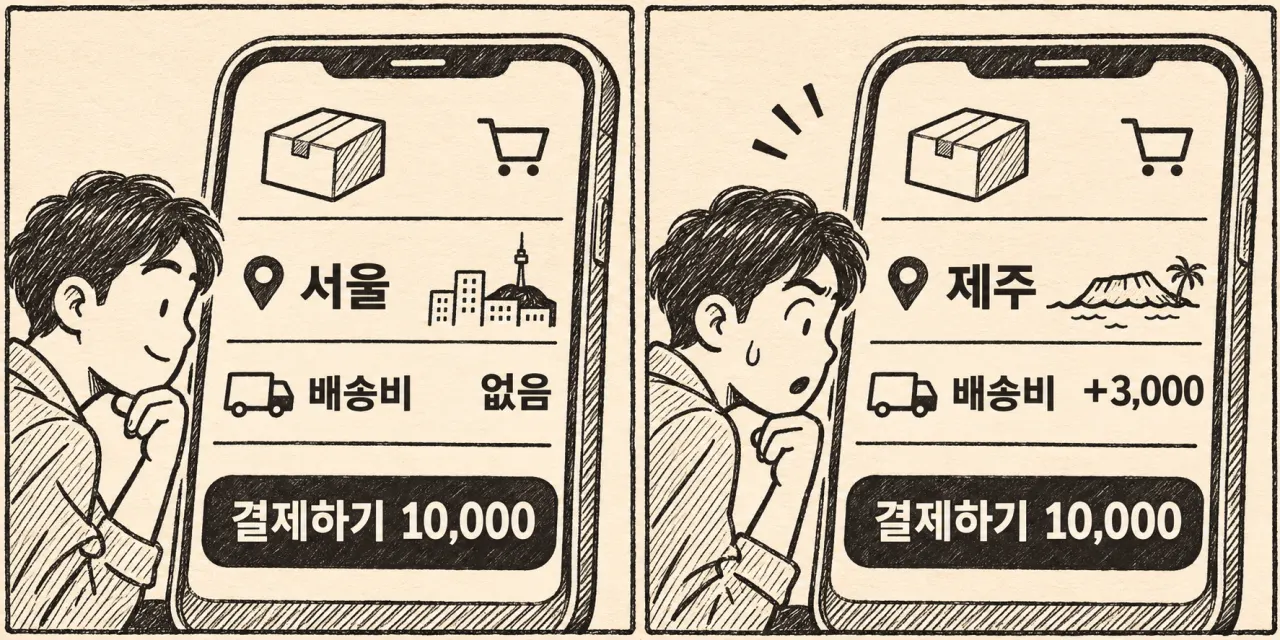 서울
배송비 없음
결제하기 10,000
제주
배송비 +3,000
결제하기 10,000